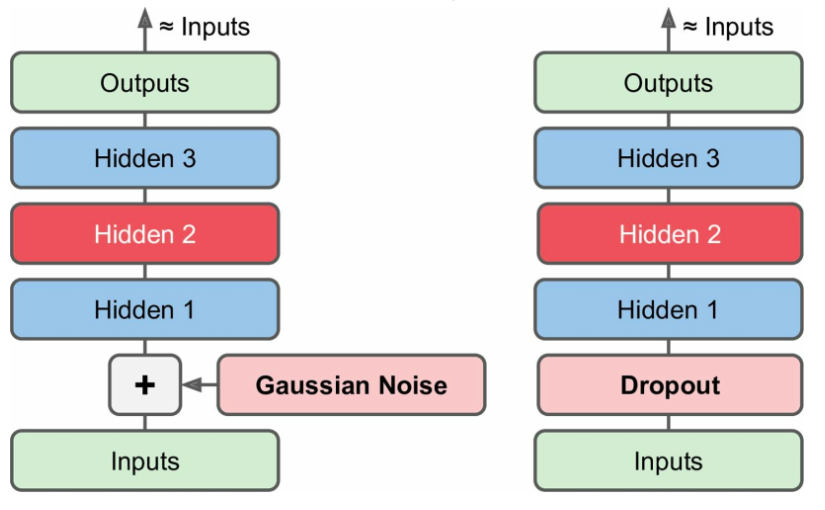 ≈ Inputs
Outputs
Hidden 3
Hidden 2
Hidden 1
+
Gaussian Noise
Inputs
≈ Inputs
Outputs
Hidden 3
Hidden 2
Hidden 1
Dropout
Inputs